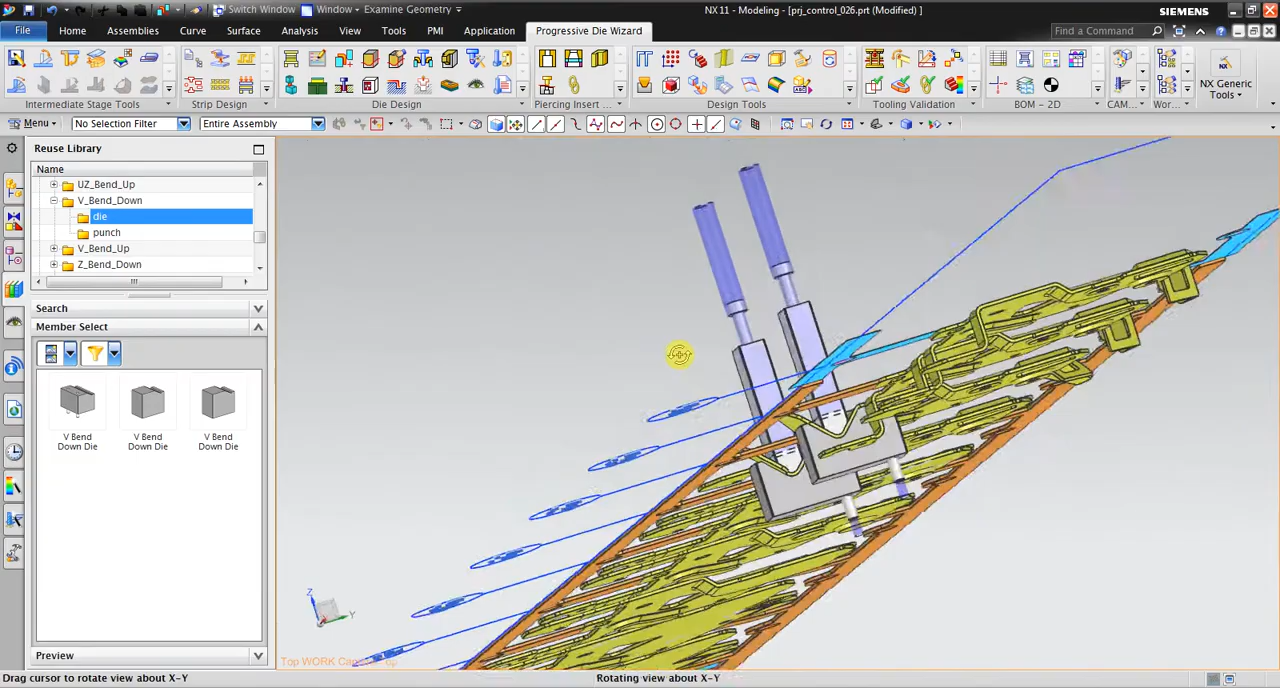 Switch Window Window Examine Geometry NX 11 - Modeling - [prj_control_026.prt (Modified) ] SIEMENS
File Home Assemblies Curve Surface Analysis View Tools PMI Application Progressive Die Wizard Find a Command
NX Generic
Tools
Intermediate Stage Tools Strip Design Die Design Piercing Insert ... Design Tools Tooling Validation BOM - 2D CAM... Wor...
Menu No Selection Filter Entire Assembly
Reuse Library
Name
UZ_Bend_Up
V_Bend_Down
die
punch
V_Bend_Up
Z_Bend_Down
Search
Member Select
V Bend
Down Die
V Bend
Down Die
V Bend
Down Die
Preview
Z
Y
Drag cursor to rotate view about X-Y Rotating view about X-Y